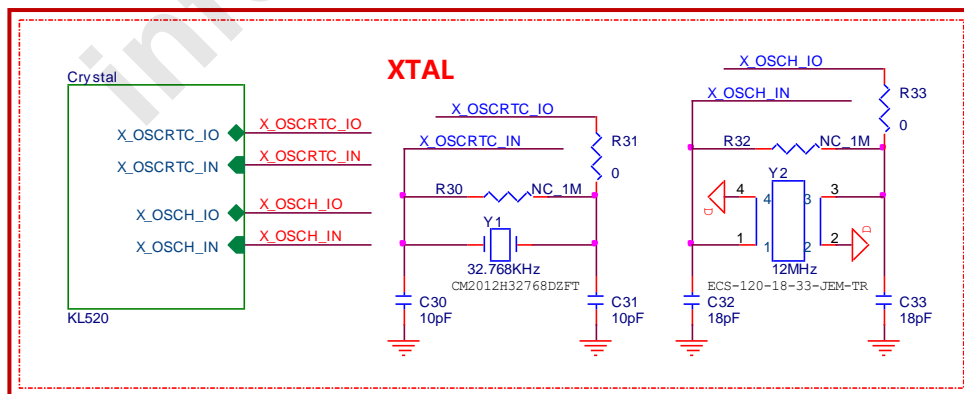 Crystal
X_OSCRTC_IO
X_OSCRTC_IN
X_OSCH_IO
X_OSCH_IN
KL520
X_OSCRTC_IO
X_OSCRTC_IN
X_OSCH_IO
X_OSCH_IN
XTAL
X_OSCRTC_IO
X_OSCRTC_IN
R31
0
R30
NC_1M
Y1
32.768KHz
CM2012H32768DZFT
C30
10pF
C31
10pF
X_OSCH_IO
X_OSCH_IN
R33
0
R32
NC_1M
Y2
4
4
3
3
1
1
2
2
D
D
12MHz
ECS-120-18-33-JEM-TR
C32
18pF
C33
18pF